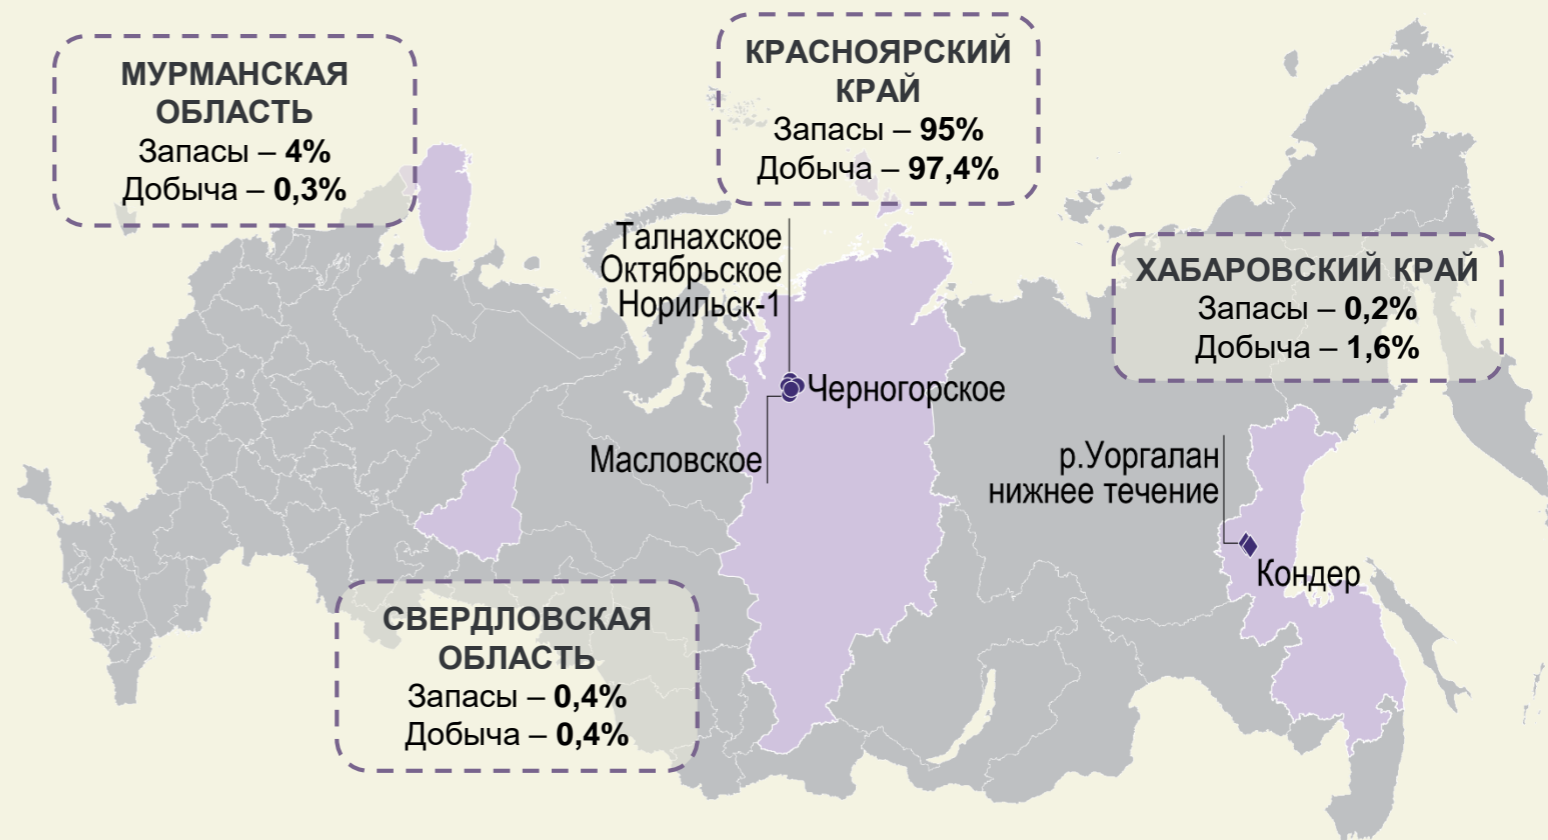 МУРМАНСКАЯ
ОБЛАСТЬ
Запасы – 4%
Добыча – 0,3%
КРАСНОЯРСКИЙ
КРАЙ
Запасы – 95%
Добыча – 97,4%
Талнахское
Октябрьское
Норильск-1
Черногорское
Масловское
ХАБАРОВСКИЙ КРАЙ
Запасы – 0,2%
Добыча – 1,6%
р.Уоргалан
нижнее течение
Кондер
СВЕРДЛОВСКАЯ
ОБЛАСТЬ
Запасы – 0,4%
Добыча – 0,4%